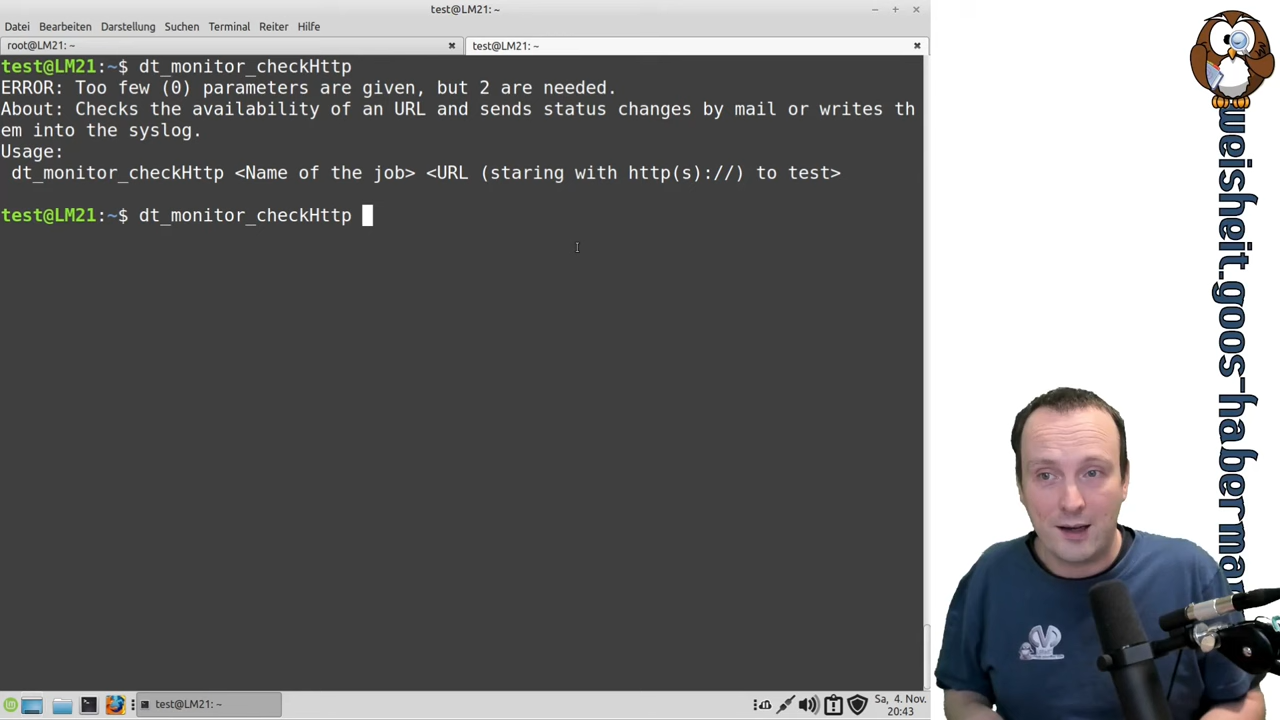 test@LM21: ~
Datei Bearbeiten Darstellung Suchen Terminal Reiter Hilfe
root@LM21: ~
test@LM21: ~
test@LM21:~$ dt_monitor_checkHttp
ERROR: Too few (0) parameters are given, but 2 are needed.
About: Checks the availability of an URL and sends status changes by mail or writes th
em into the syslog.
Usage:
dt_monitor_checkHttp <Name of the job> <URL (staring with http(s)://) to test>
test@LM21:~$ dt_monitor_checkHttp
test@LM21: ~
Sa, 4. Nov.
20:43
weisheit.goos-haberma